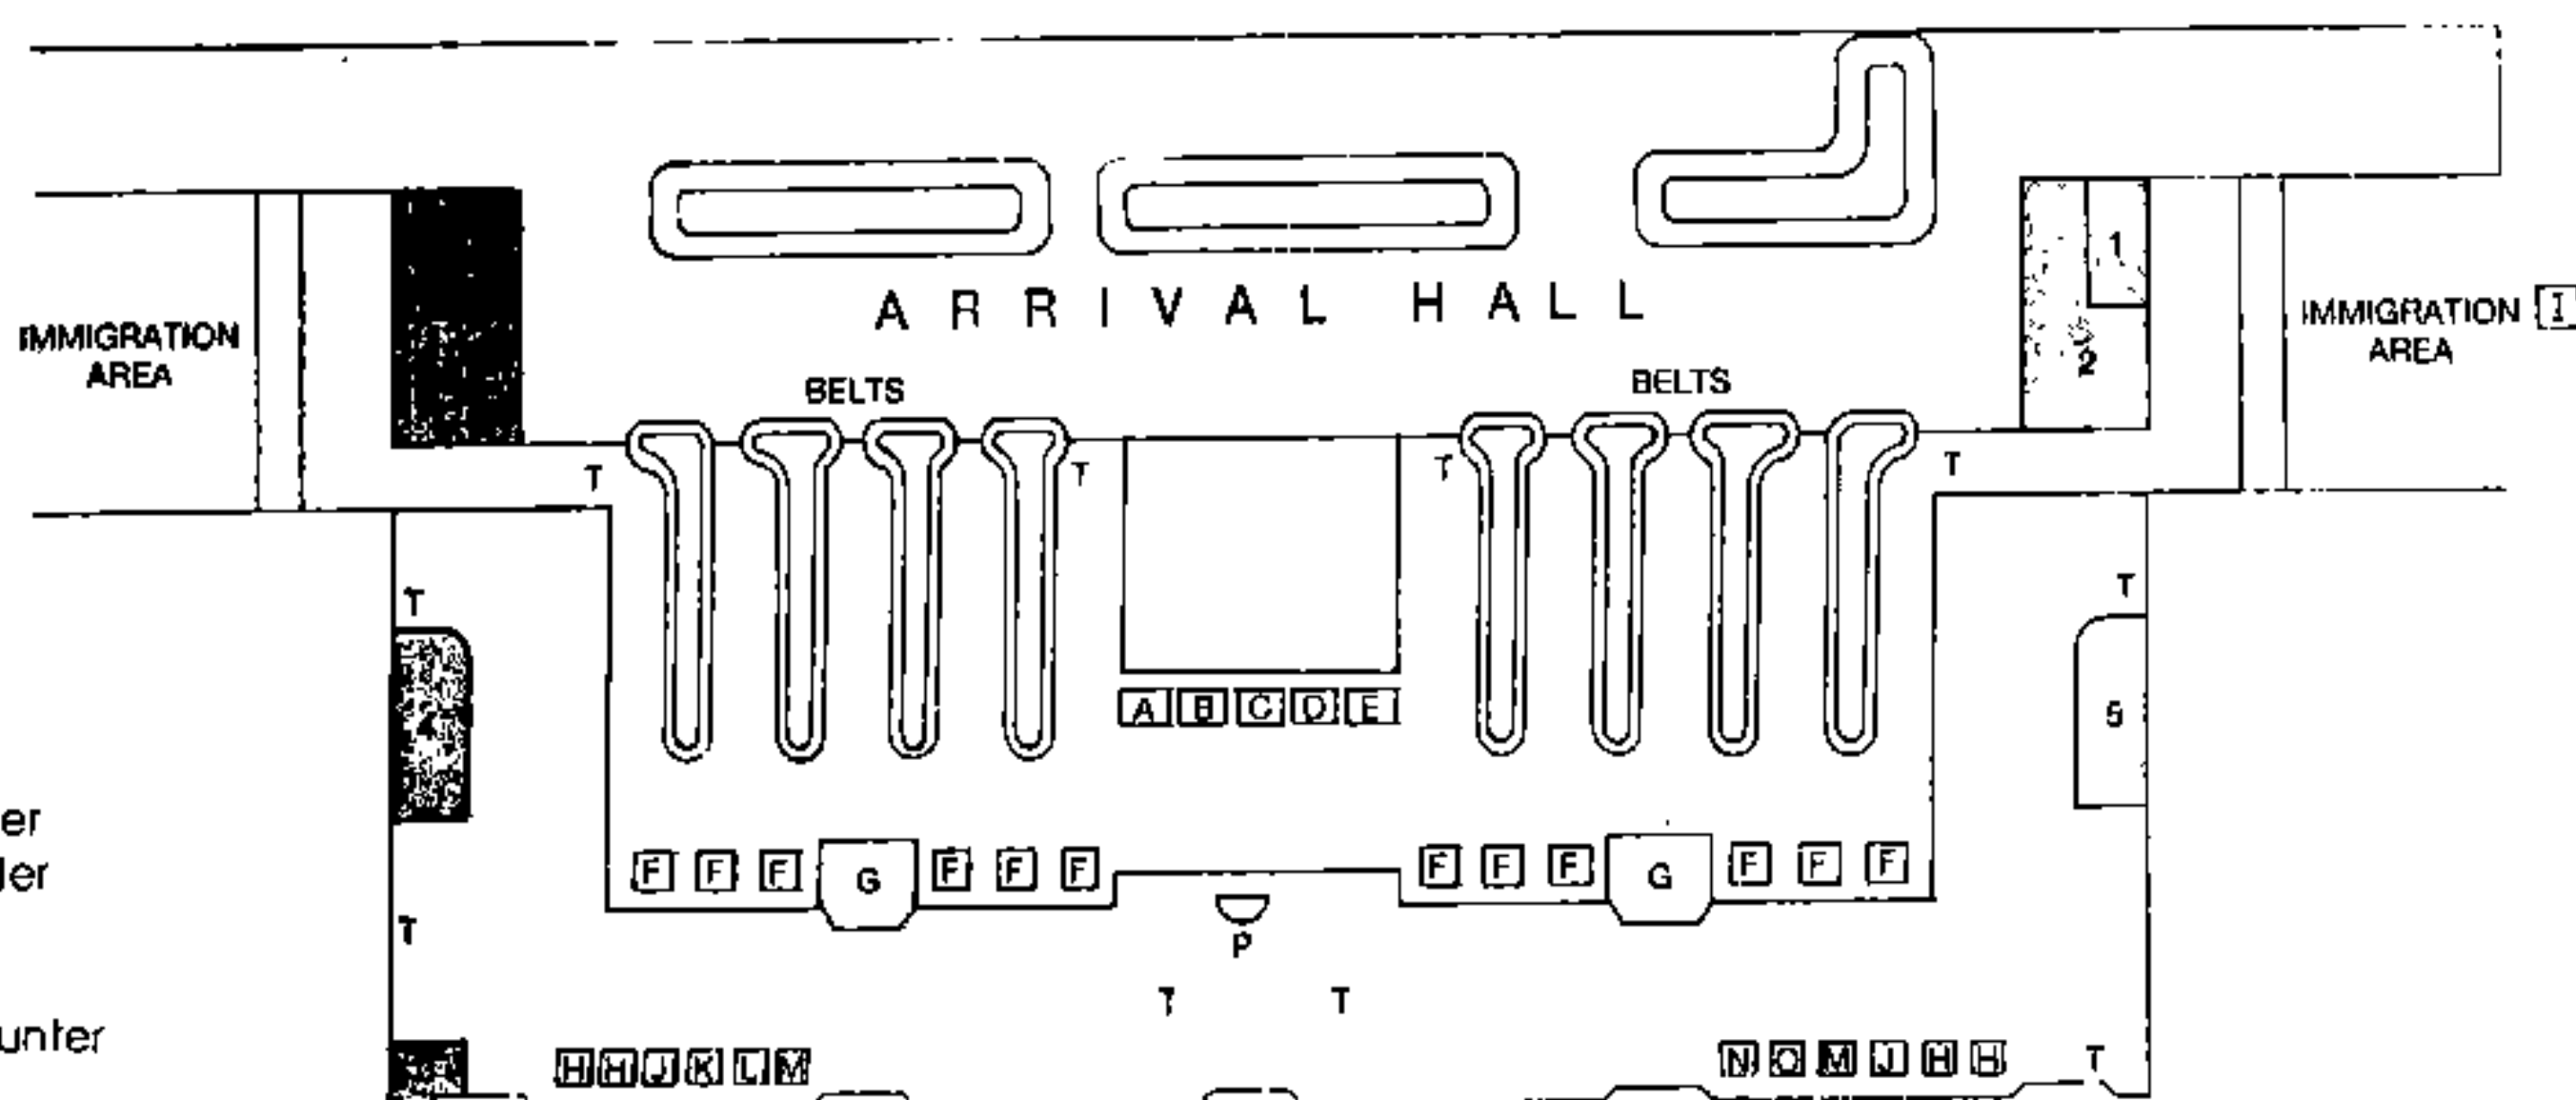 1
IMMIGRATION
AREA
ARRIVAL HALL
2
IMMIGRATION I
AREA
BELTS
BELTS
T
T
T
T
T
T
A B C D E
5
er
F F F G F F F
F F F G F F F
der
T
P
T T
unter
H H J K L M
N O M J H H
T